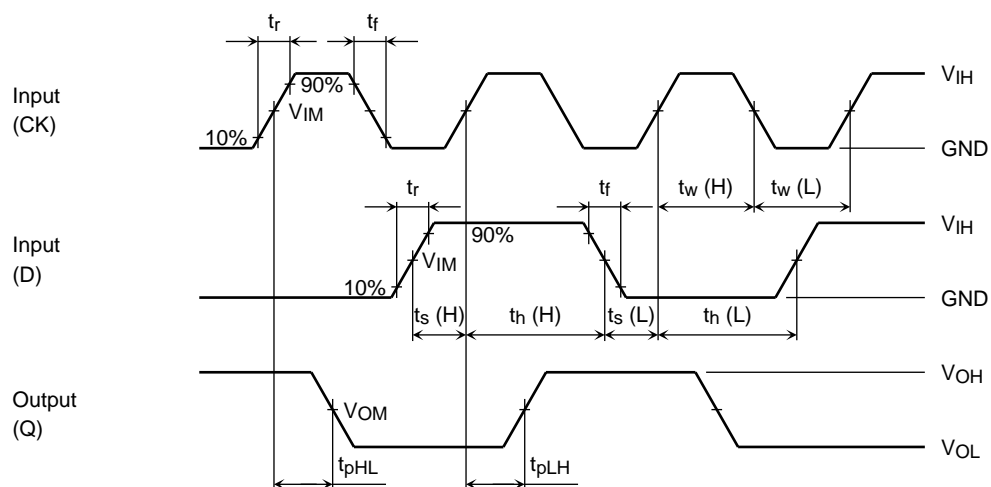 tr tf
Input
(CK)
90%
VIM
10%
VIH
GND
tr tf tw (H) tw (L)
Input
(D)
90%
VIM
10%
VIH
GND
ts (H) th (H) ts (L) th (L)
Output
(Q)
VOM
VOH
VOL
tpHL tpLH